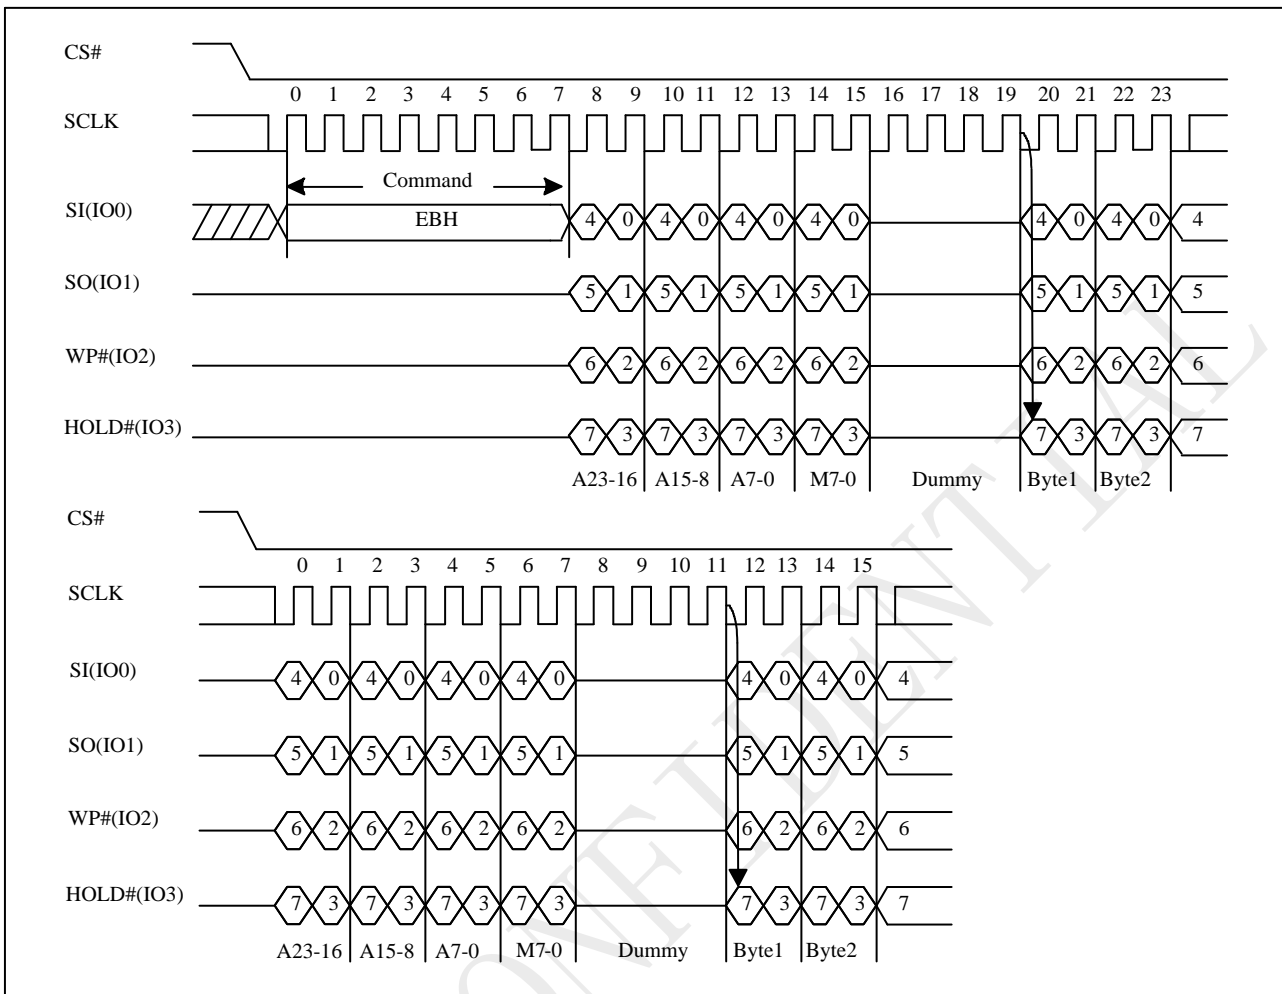 CS#
0 1 2 3 4 5 6 7 8 9 10 11 12 13 14 15 16 17 18 19 20 21 22 23
SCLK
Command
SI(IO0) EBH 4 0 4 0 4 0 4 0 4 0 4 0 4
SO(IO1) 5 1 5 1 5 1 5 1 5 1 5 1 5
WP#(IO2) 6 2 6 2 6 2 6 2 6 2 6 2 6
HOLD#(IO3) 7 3 7 3 7 3 7 3 7 3 7 3 7
A23-16 A15-8 A7-0 M7-0 Dummy Byte1 Byte2
CS#
0 1 2 3 4 5 6 7 8 9 10 11 12 13 14 15
SCLK
SI(IO0) 4 0 4 0 4 0 4 0 4 0 4 0 4
SO(IO1) 5 1 5 1 5 1 5 1 5 1 5 1 5
WP#(IO2) 6 2 6 2 6 2 6 2 6 2 6 2 6
HOLD#(IO3) 7 3 7 3 7 3 7 3 7 3 7 3 7
A23-16 A15-8 A7-0 M7-0 Dummy Byte1 Byte2
ONFIDENTIAL